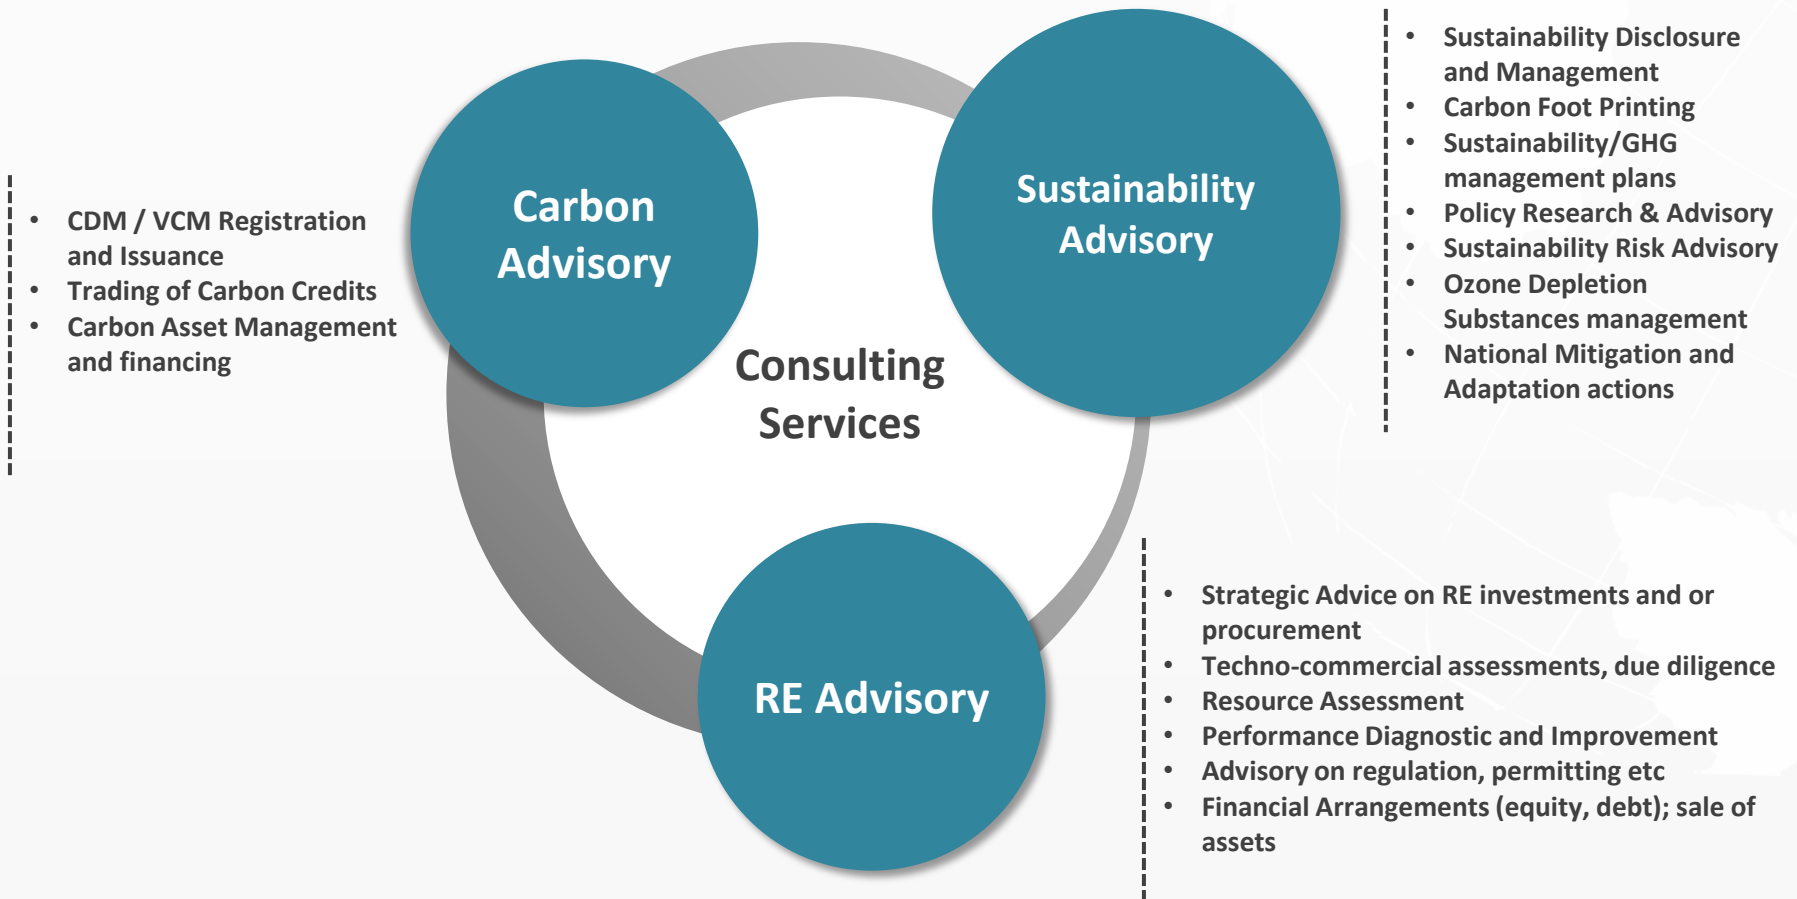 Carbon
Advisory
• CDM / VCM Registration
and Issuance
• Trading of Carbon Credits
• Carbon Asset Management
and financing
Consulting
Services
Sustainability
Advisory
• Sustainability Disclosure
and Management
• Carbon Foot Printing
• Sustainability/GHG
management plans
• Policy Research & Advisory
• Sustainability Risk Advisory
• Ozone Depletion
Substances management
• National Mitigation and
Adaptation actions
RE Advisory
• Strategic Advice on RE investments and or
procurement
• Techno-commercial assessments, due diligence
• Resource Assessment
• Performance Diagnostic and Improvement
• Advisory on regulation, permitting etc
• Financial Arrangements (equity, debt); sale of
assets